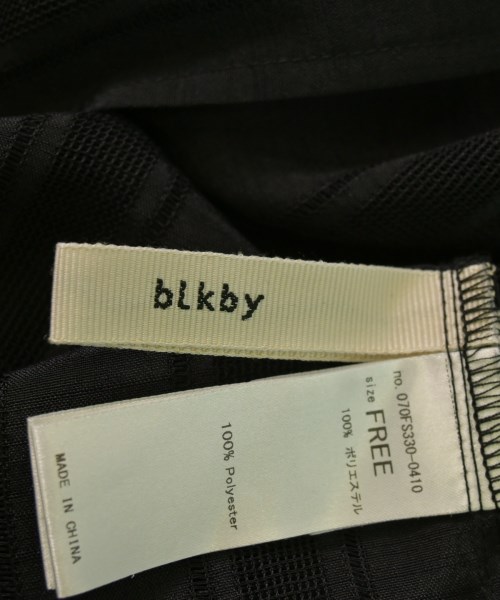 blkby
no. 070FS330-0410
size FREE
100% ポリエステル
100% Polyester
MADE IN CHINA